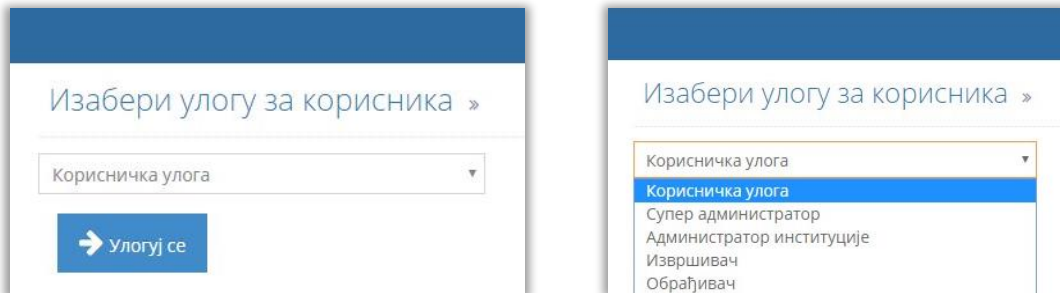 Изабери улогу за корисника »
Корисничка улога
Улогуј се
Изабери улогу за корисника »
Корисничка улога
Корисничка улога
Супер администратор
Администратор институције
Извршивач
Обрађивач